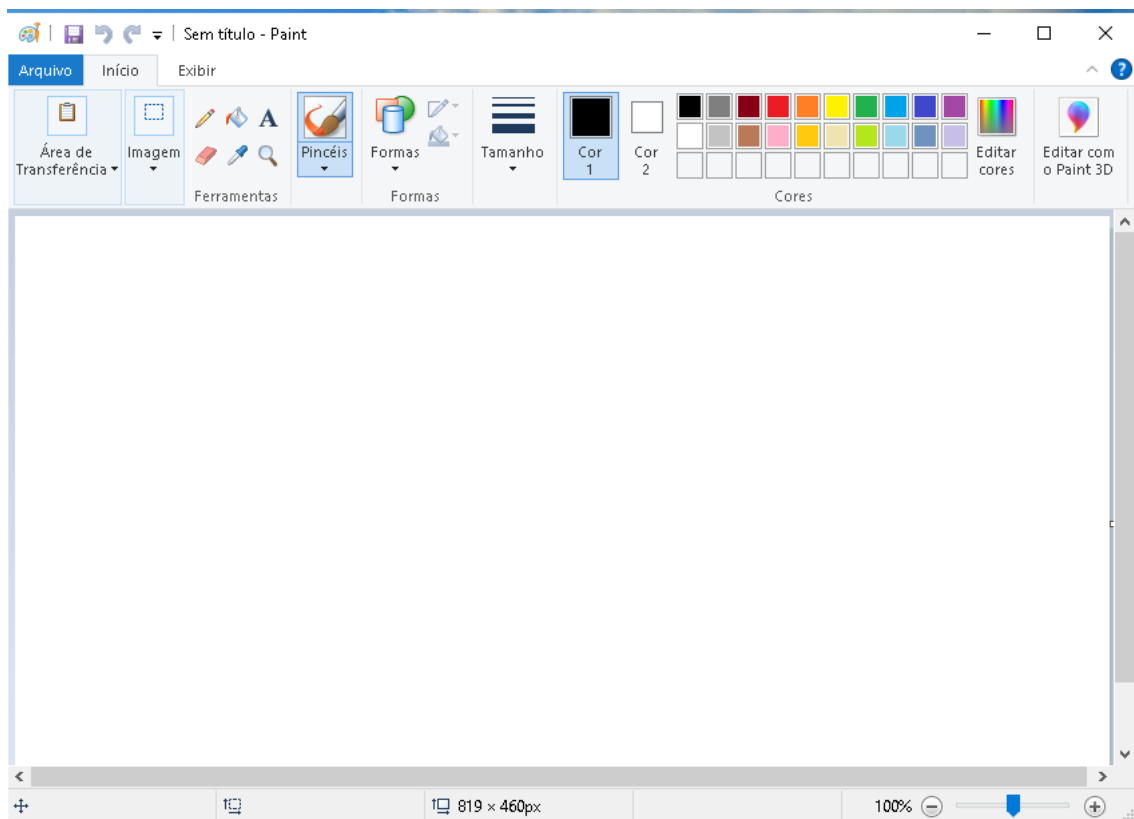 Sem título - Paint
Arquivo Início Exibir
?
A
Área de
Transferência
Imagem
Ferramentas
Pincéis
Formas
Formas
Tamanho
Cor
1
Cor
2
Cores
Editar
cores
Editar com
o Paint 3D
819 × 460px
100%